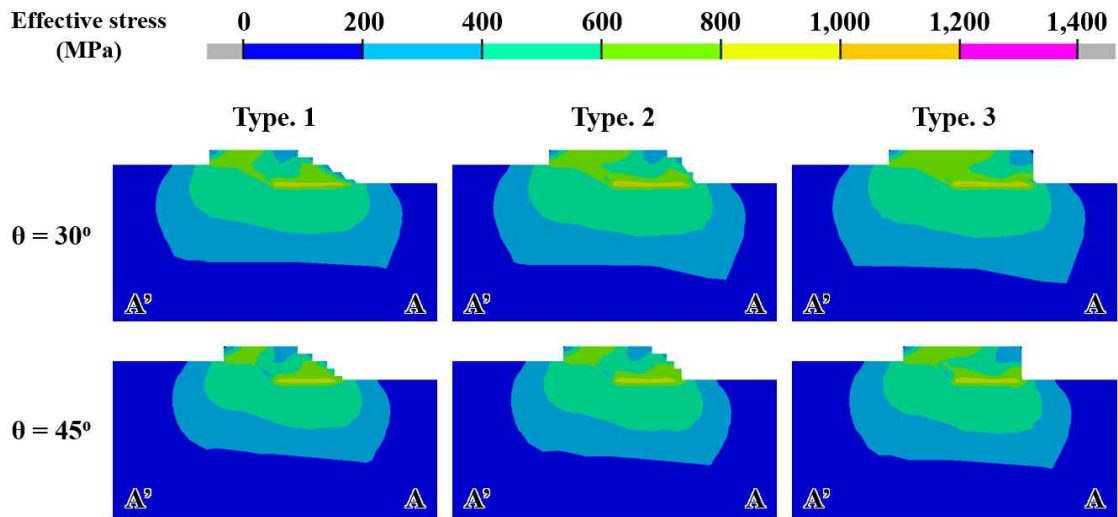 Effective stress 0 200 400 600 800 1,000 1,200 1,400
(MPa)
Type. 1 Type. 2 Type. 3
θ = 30º
A’ A A’ A A’ A
θ = 45º
A’ A A’ A A’ A